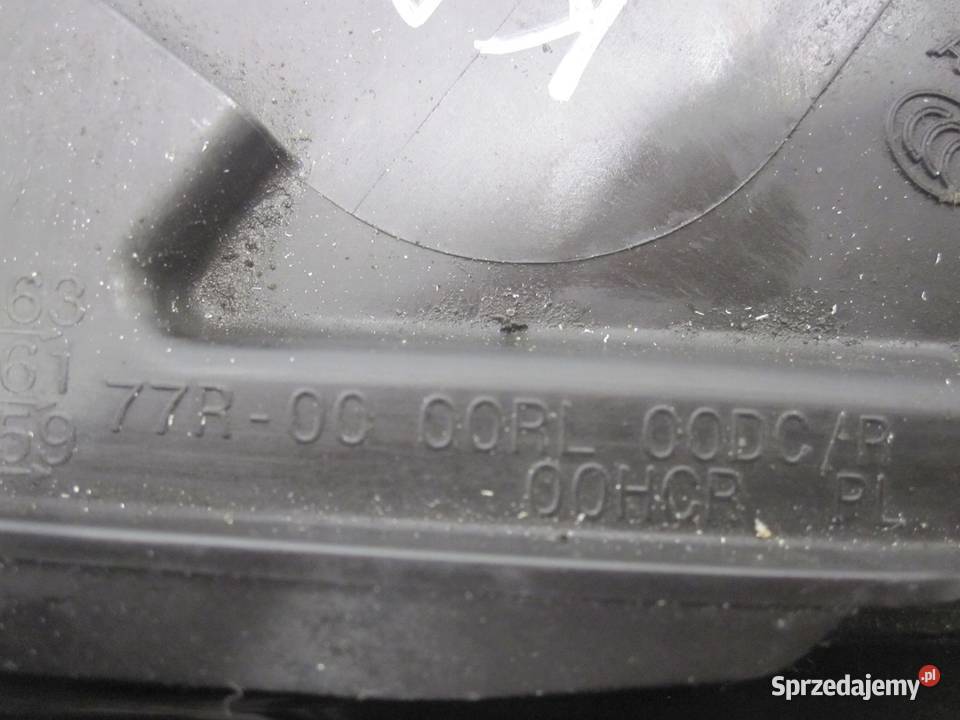 63
61
59
77R-00 00RL 00DC/R
00HCR PL
Sprzedajemy.pl